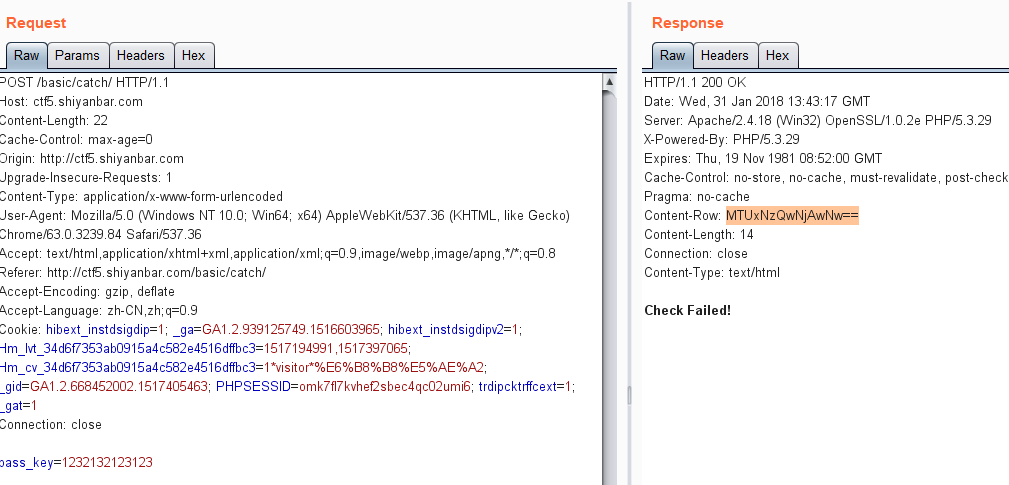 Request
Raw Params Headers Hex
POST /basic/catch/ HTTP/1.1
Host: ctf5.shiyanbar.com
Content-Length: 22
Cache-Control: max-age=0
Origin: http://ctf5.shiyanbar.com
Upgrade-Insecure-Requests: 1
Content-Type: application/x-www-form-urlencoded
User-Agent: Mozilla/5.0 (Windows NT 10.0; Win64; x64) AppleWebKit/537.36 (KHTML, like Gecko)
Chrome/63.0.3239.84 Safari/537.36
Accept: text/html,application/xhtml+xml,application/xml;q=0.9,image/webp,image/apng,*/*;q=0.8
Referer: http://ctf5.shiyanbar.com/basic/catch/
Accept-Encoding: gzip, deflate
Accept-Language: zh-CN,zh;q=0.9
Cookie: hibext_instdsigdip=1; _ga=GA1.2.939125749.1516603965; hibext_instdsigdipv2=1;
Hm_lvt_34d6f7353ab0915a4c582e4516dffbc3=1517194991,1517397065;
Hm_cv_34d6f7353ab0915a4c582e4516dffbc3=1*visitor*%E6%B8%B8%E5%AE%A2;
_gid=GA1.2.668452002.1517405463; PHPSESSID=omk7fl7kvhef2sbec4qc02umi6; trdipcktrffcext=1;
_gat=1
Connection: close
pass_key=1232132123123
Response
Raw Headers Hex
HTTP/1.1 200 OK
Date: Wed, 31 Jan 2018 13:43:17 GMT
Server: Apache/2.4.18 (Win32) OpenSSL/1.0.2e PHP/5.3.29
X-Powered-By: PHP/5.3.29
Expires: Thu, 19 Nov 1981 08:52:00 GMT
Cache-Control: no-store, no-cache, must-revalidate, post-check
Pragma: no-cache
Content-Row: MTUxNzQwNjAwNw==
Content-Length: 14
Connection: close
Content-Type: text/html
Check Failed!